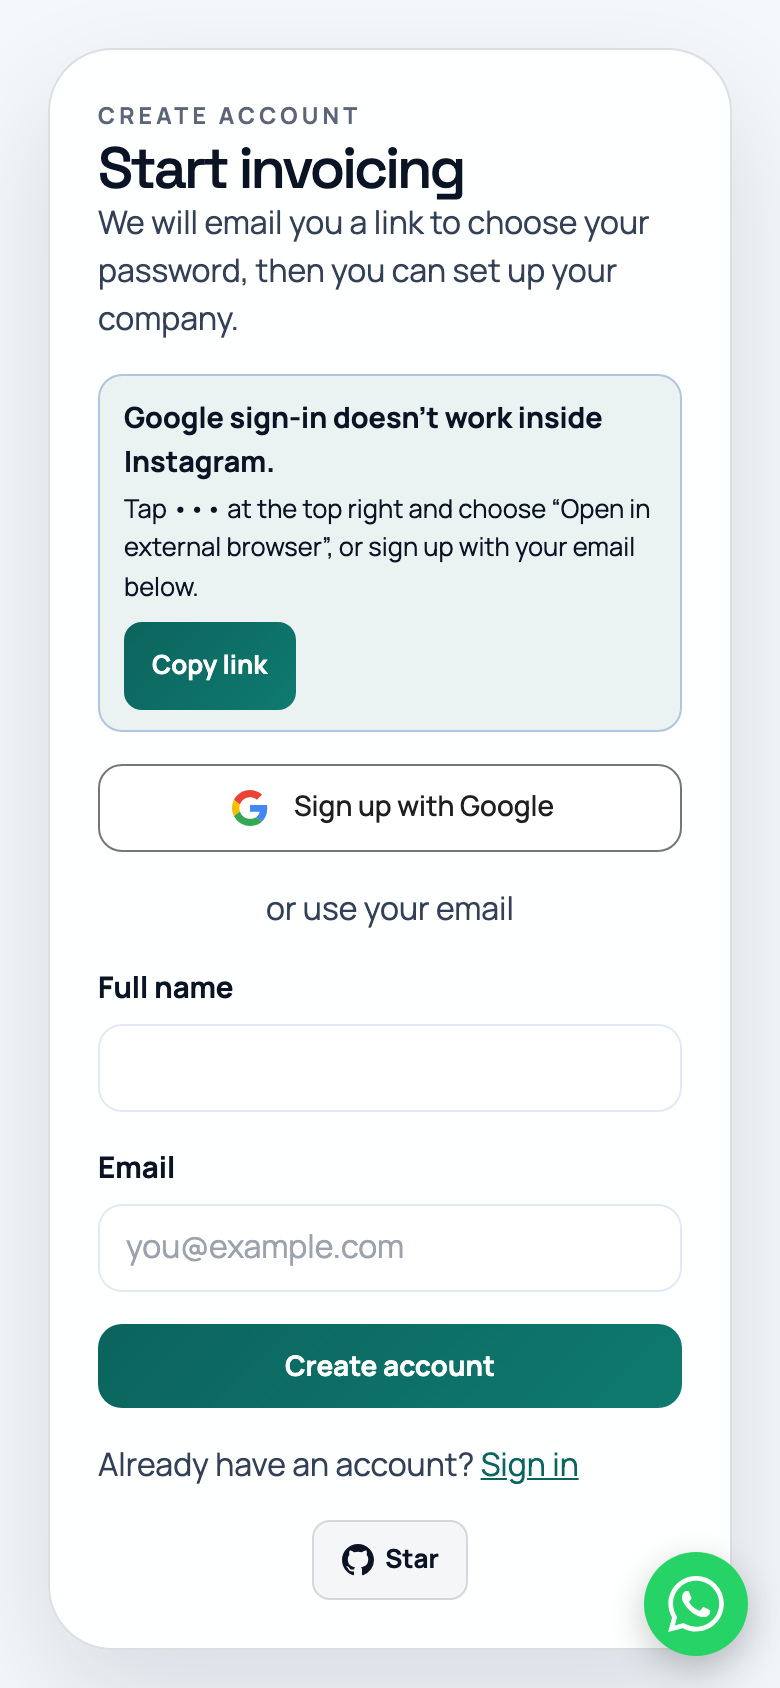 CREATE ACCOUNT
Start invoicing
We will email you a link to choose your
password, then you can set up your
company.
Google sign-in doesn’t work inside
Instagram.
Tap ••• at the top right and choose “Open in
external browser”, or sign up with your email
below.
Copy link
Sign up with Google
or use your email
Full name
Email
you@example.com
Create account
Already have an account? Sign in
Star